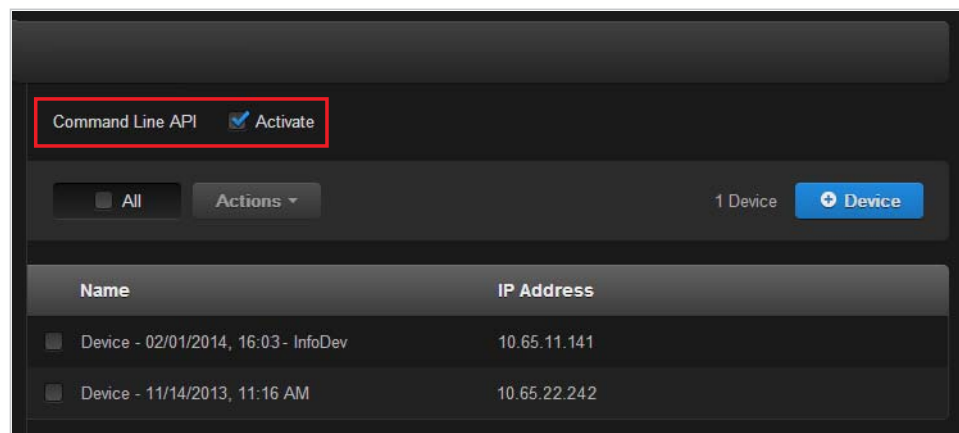 Command Line API Activate
All Actions 1 Device Device
Name IP Address
Device - 02/01/2014, 16:03 - InfoDev 10.65.11.141
Device - 11/14/2013, 11:16 AM 10.65.22.242